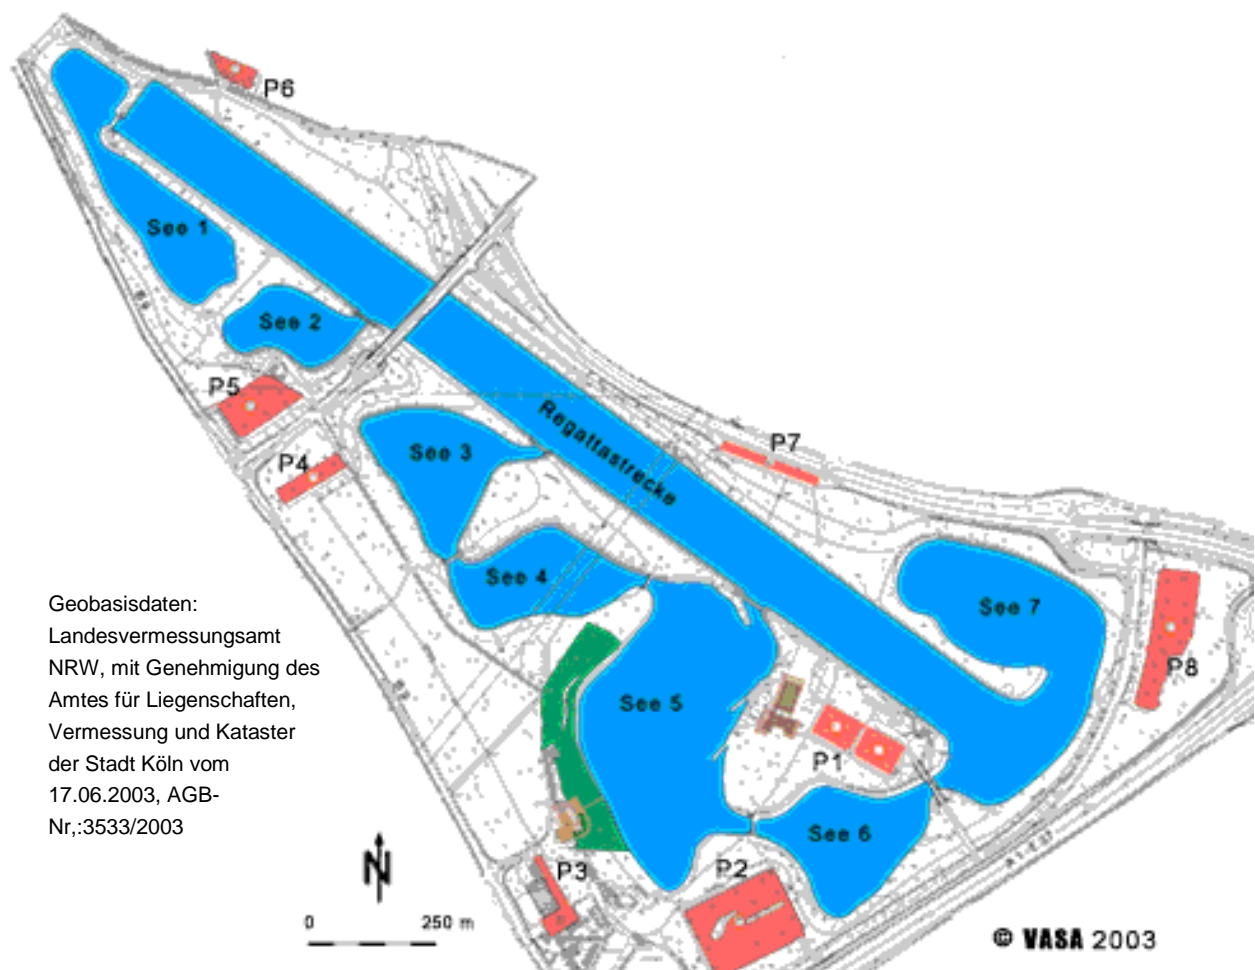 P6
See 1
See 2
P5
See 3
Regattastrecke
P7
P4
See 4
See 7
Geobasisdaten:
Landesvermessungsamt
NRW, mit Genehmigung des
Amtes für Liegenschaften,
Vermessung und Kataster
der Stadt Köln vom
17.06.2003, AGB-
Nr,:3533/2003
P8
See 5
P1
See 6
P3
P2
N
0 250 m
© VASA 2003